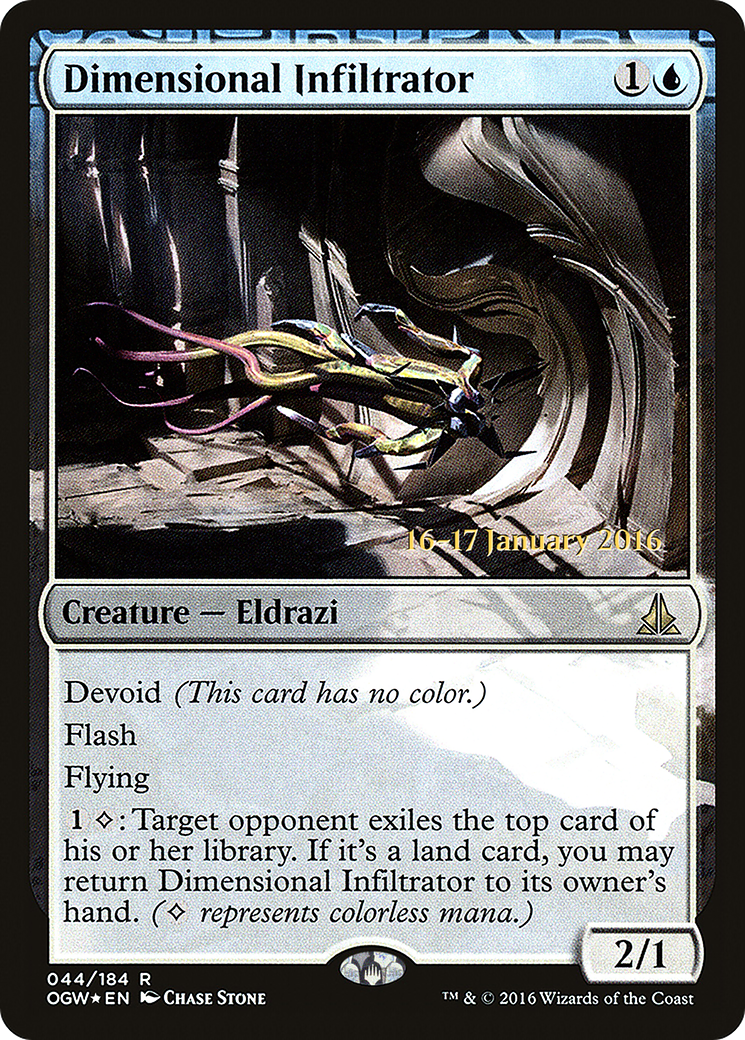 Dimensional Infiltrator 1
16-17 January 2016
Creature — Eldrazi
Devoid (This card has no color.)
Flash
Flying
1 ◇: Target opponent exiles the top card of
his or her library. If it's a land card, you may
return Dimensional Infiltrator to its owner's
hand. (◇ represents colorless mana.)
2/1
044/184 R
OGW★EN Chase Stone
™ & © 2016 Wizards of the Coast